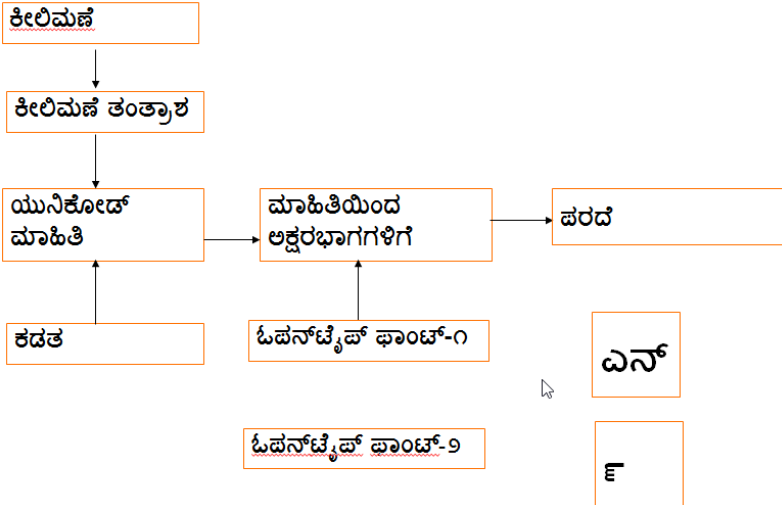 ಕೀಲಿಮಣೆ
ಕೀಲಿಮಣೆ ತಂತ್ರಾಶ
ಯುನಿಕೋಡ್
ಮಾಹಿತಿ
ಮಾಹಿತಿಯಿಂದ
ಅಕ್ಷರಭಾಗಗಳಿಗೆ
ಪರದೆ
ಕಡತ
ಓಪನ್‌ಟೈಪ್ ಫಾಂಟ್-೧
ಎನ್
ಓಪನ್‌ಟೈಪ್ ಫಾಂಟ್-೨